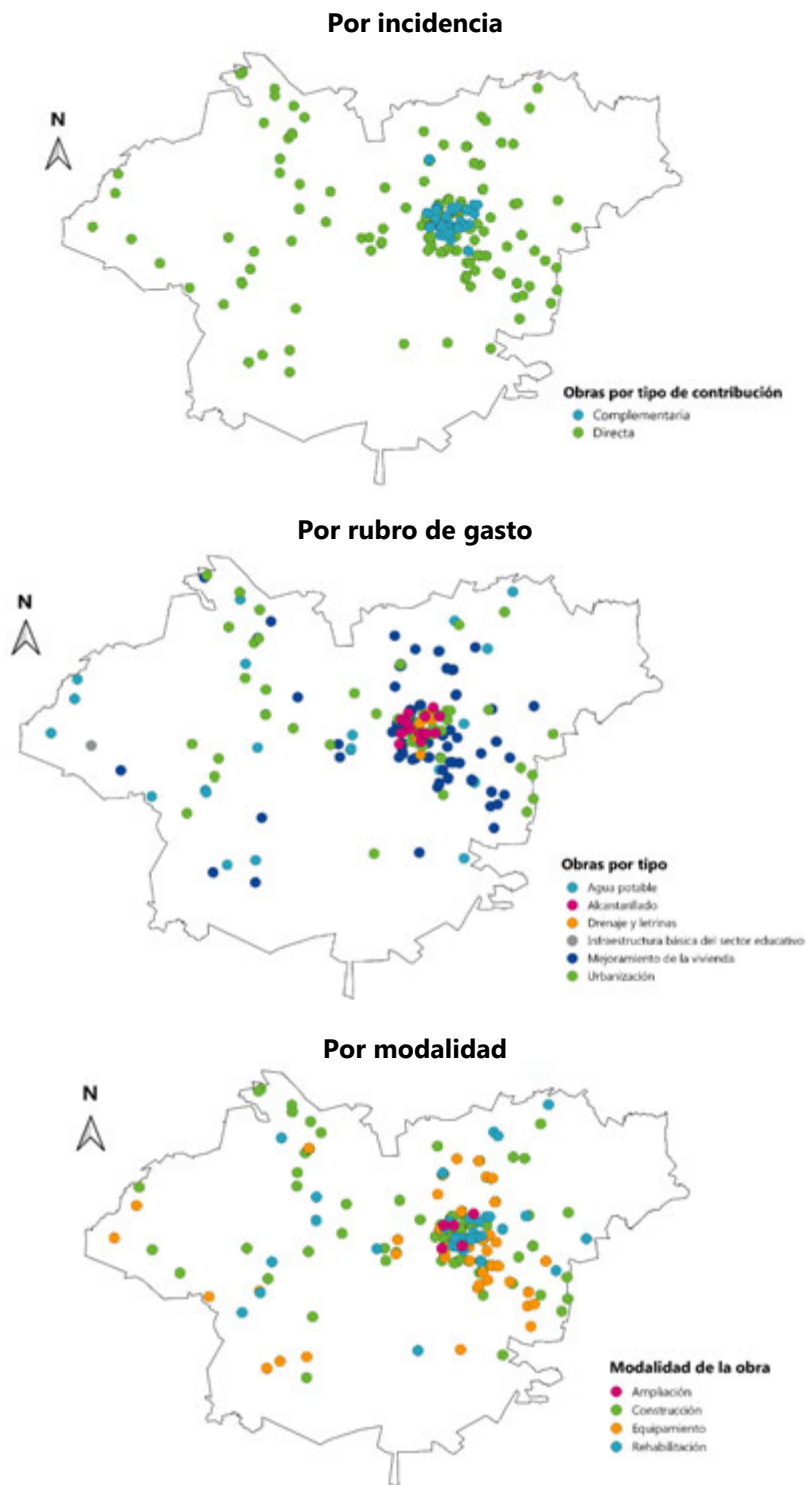 Por incidencia
N
Obras por tipo de contribución
Complementaria
Directa
Por rubro de gasto
N
Obras por tipo
Agua potable
Alcantarillado
Drenaje y letrinas
Infraestructura básica del sector educativo
Mejoramiento de la vivienda
Urbanización
Por modalidad
N
Modalidad de la obra
Ampliación
Construcción
Equipamiento
Rehabilitación